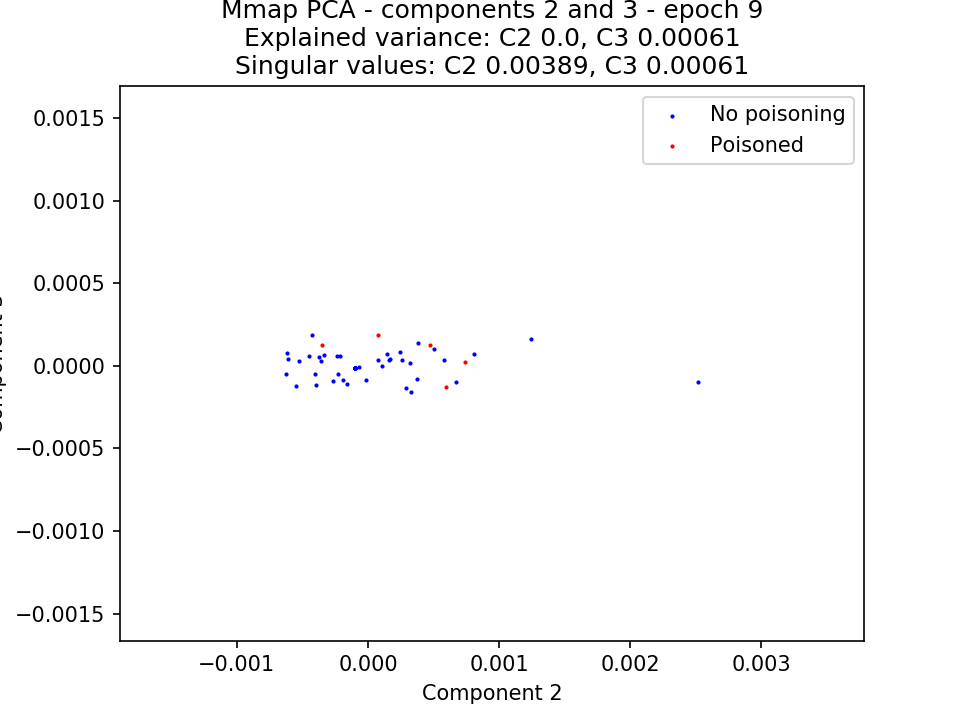 Mmap PCA - components 2 and 3 - epoch 9
Explained variance: C2 0.0, C3 0.00061
Singular values: C2 0.00389, C3 0.00061
No poisoning
Poisoned
0.0015
0.0010
0.0005
0.0000
−0.0005
−0.0010
−0.0015
−0.001 0.000 0.001 0.002 0.003
Component 2